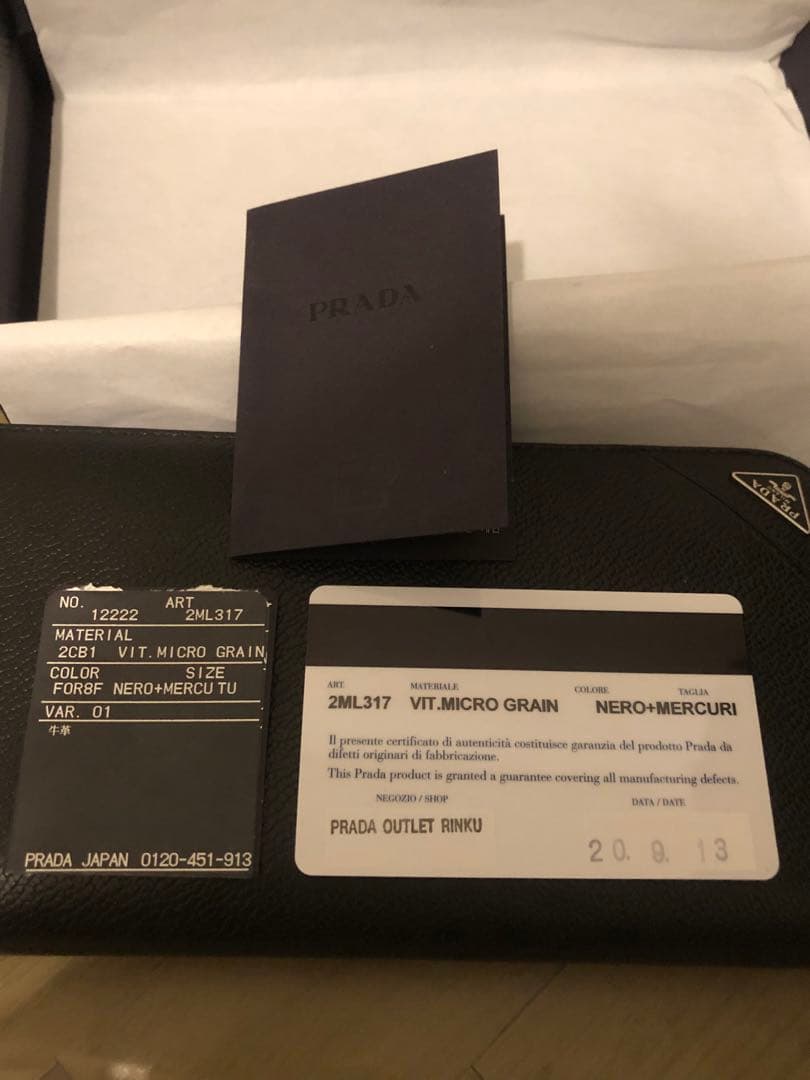 PRADA
PRADA
NO. ART
12222 2ML317
MATERIAL
2CB1 VIT.MICRO GRAIN
COLOR SIZE
F0R8F NERO+MERCU TU
VAR. 01
牛革
PRADA JAPAN 0120-451-913
ART. MATERIALE COLORE TAGLIA
2ML317 VIT.MICRO GRAIN NERO+MERCURI
Il presente certificato di autenticità costituisce garanzia del prodotto Prada da
difetti originari di fabbricazione.
This Prada product is granted a guarantee covering all manufacturing defects.
NEGOZIO / SHOP DATA / DATE
PRADA OUTLET RINKU
20. 9. 13